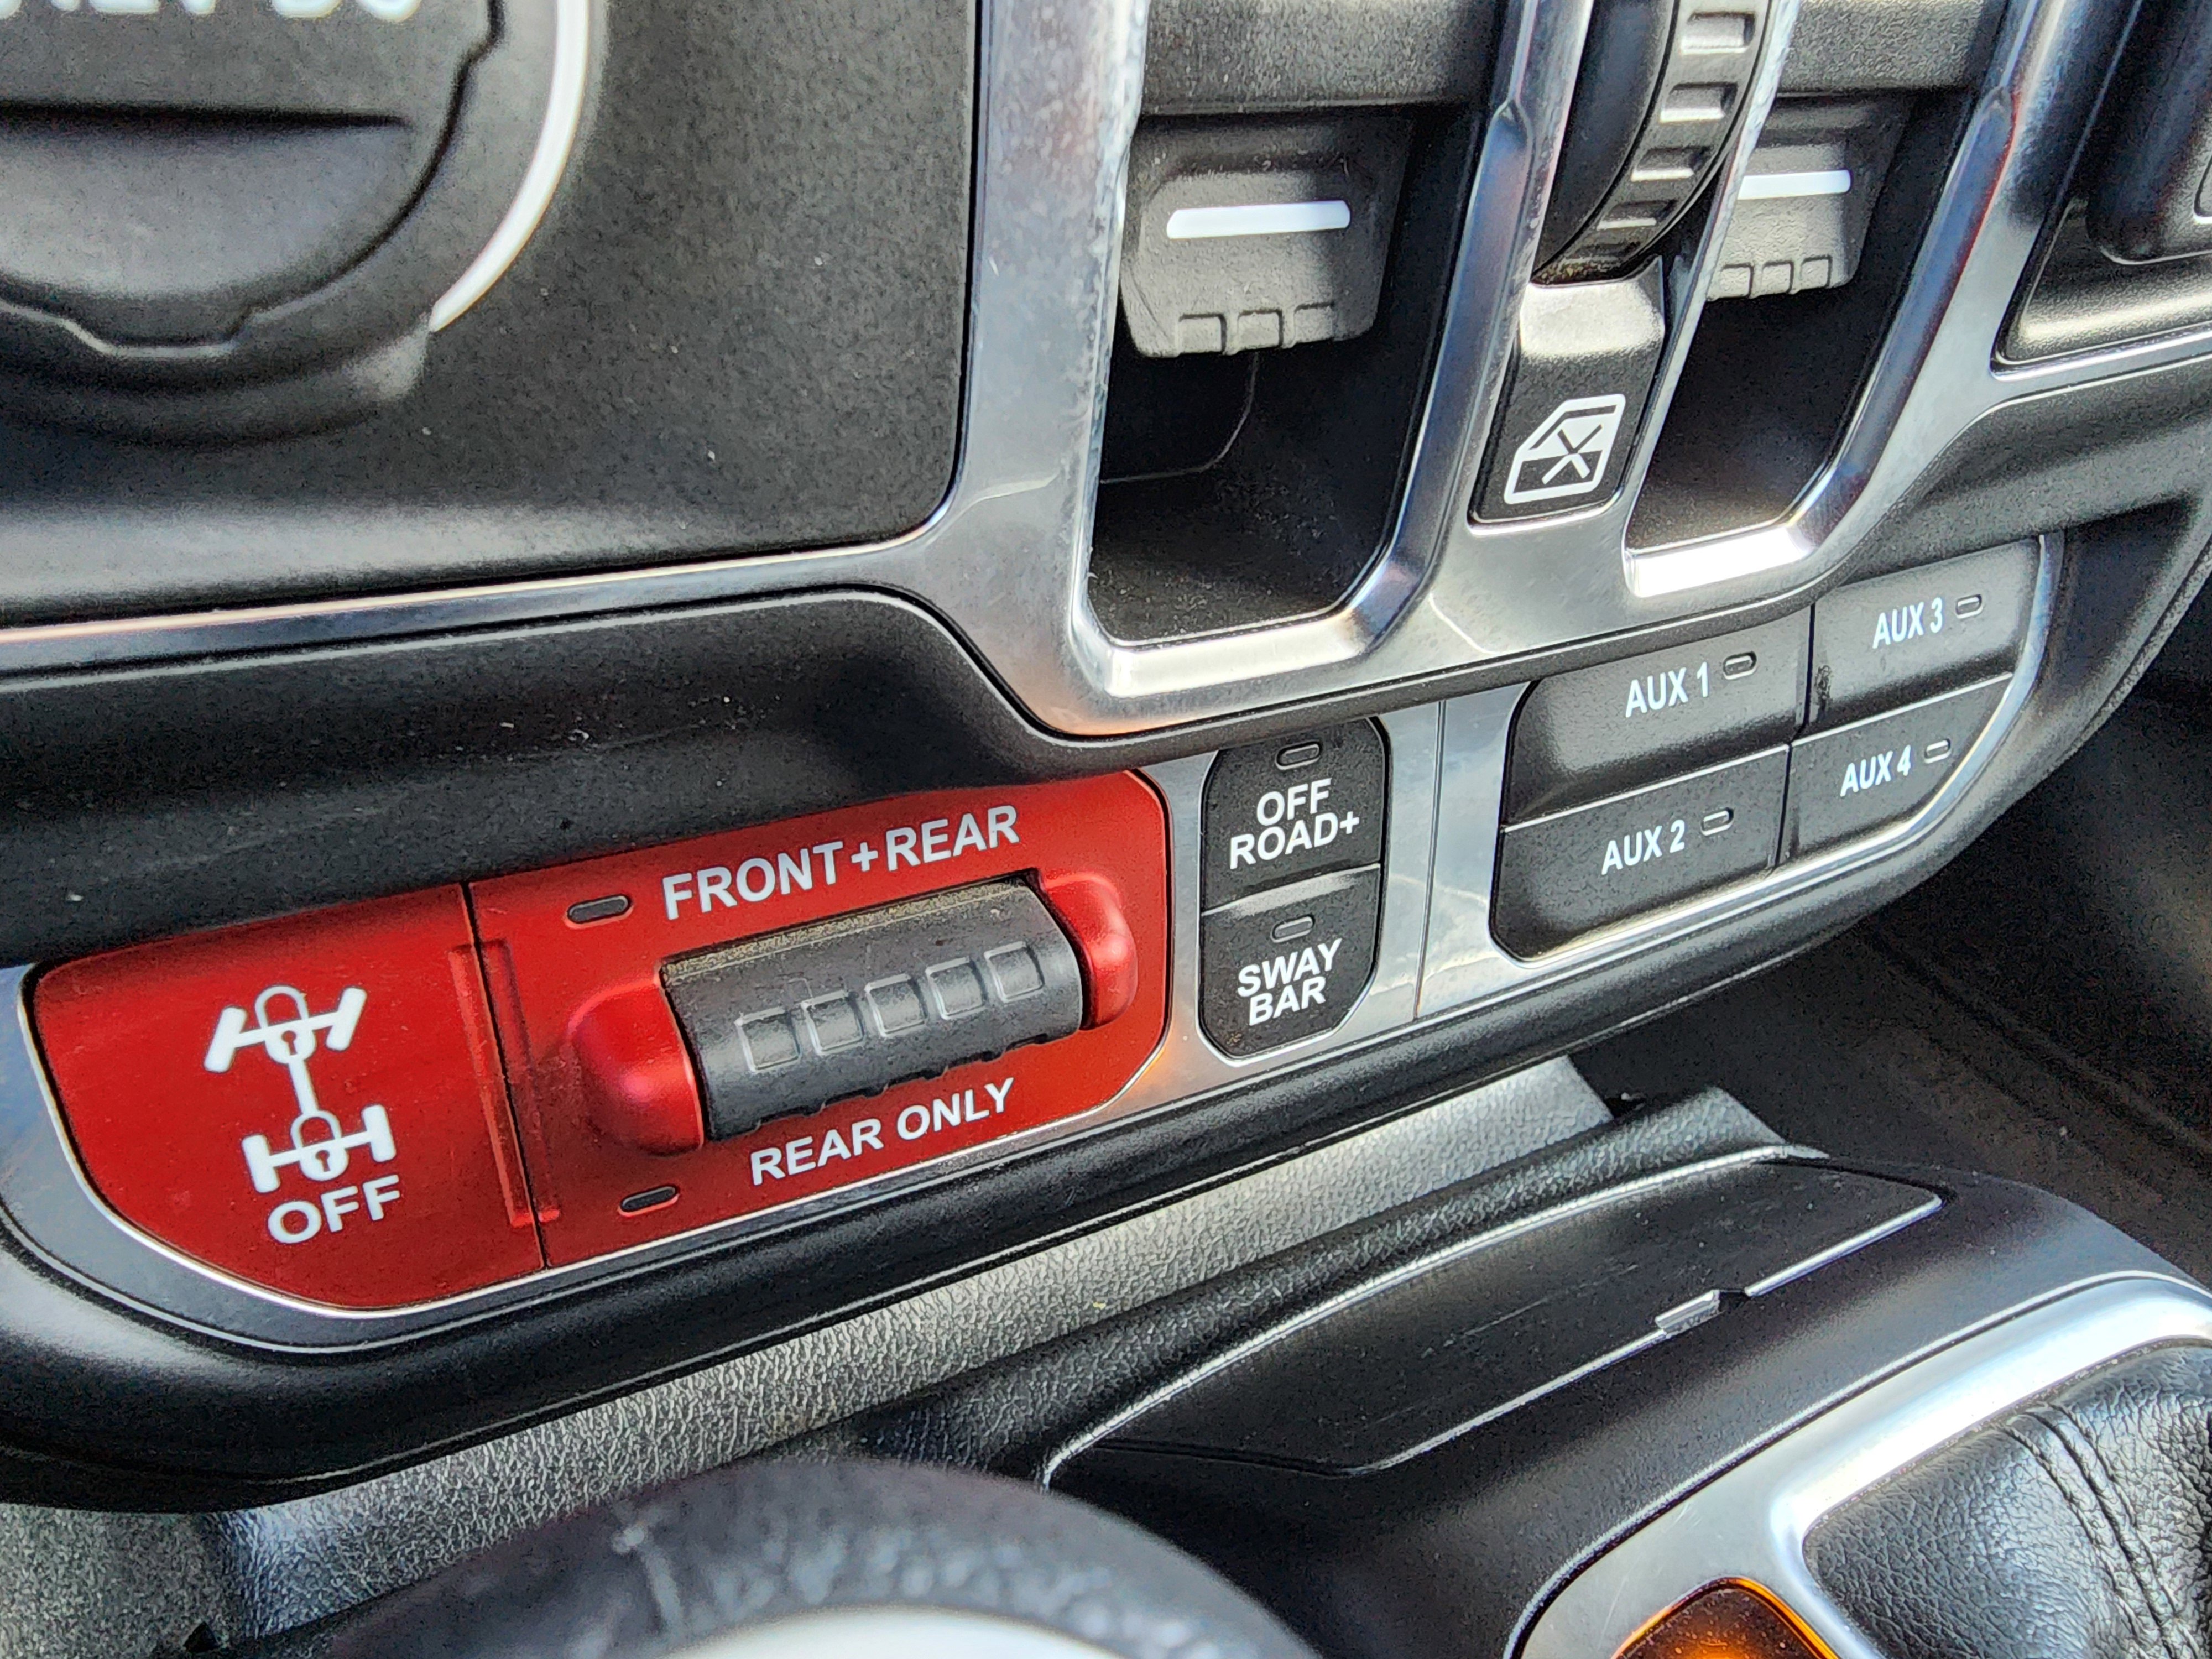 AUX 3
AUX 1
AUX 4
AUX 2
OFF
ROAD+
FRONT+REAR
SWAY
BAR
REAR ONLY
OFF